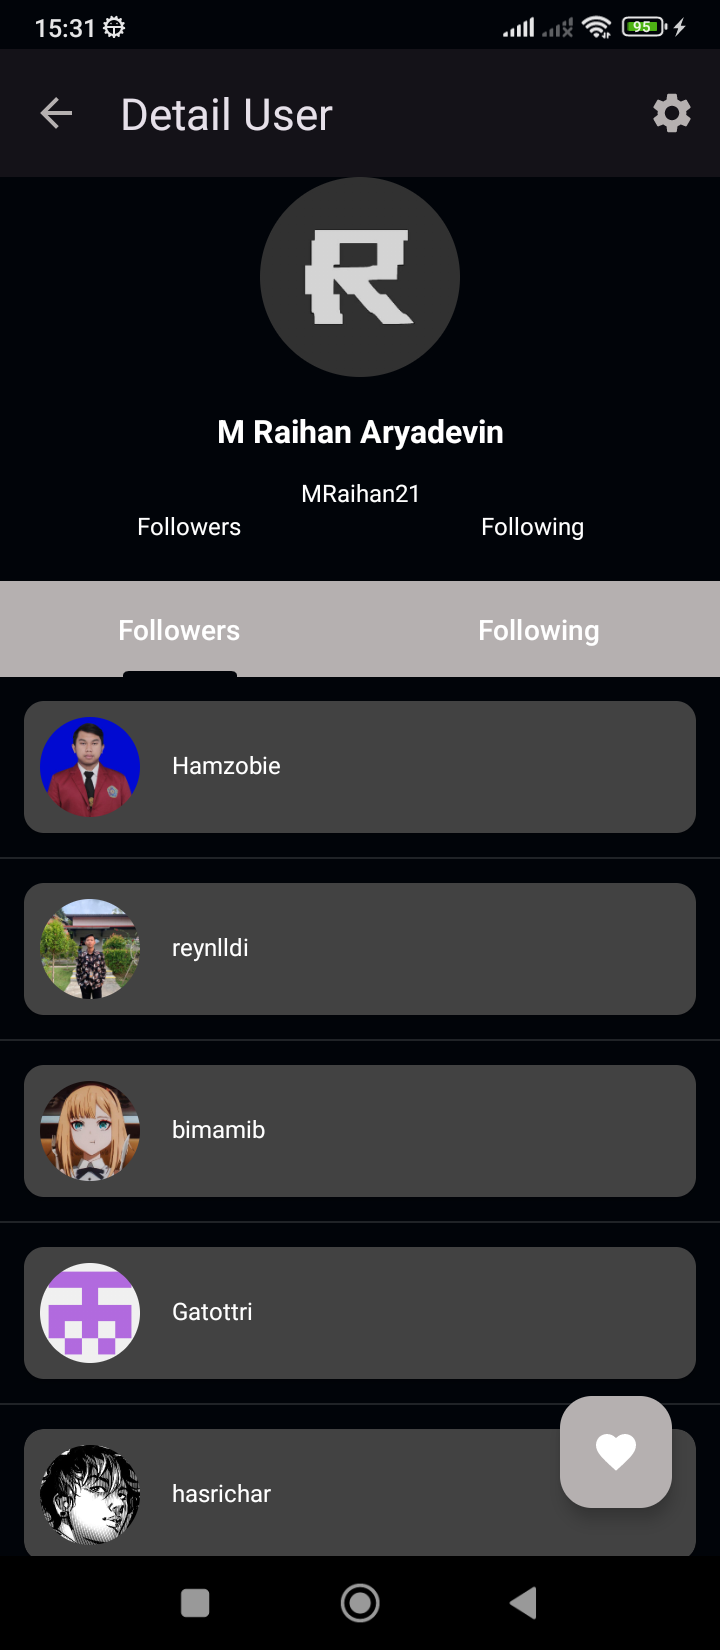 15:31 95
Detail User
R
M Raihan Aryadevin
MRaihan21
Followers Following
Followers Following
Hamzobie
reynlldi
bimamib
Gatottri
hasrichar